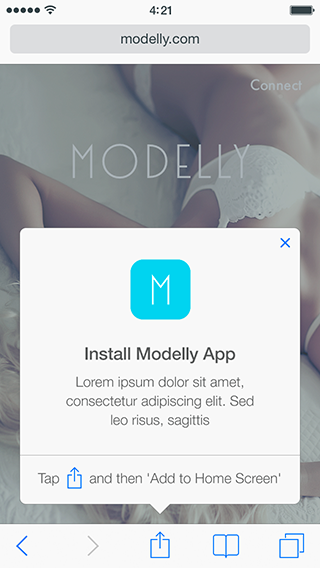 4:21
modelly.com
Connect
MODELLY
M
Install Modelly App
Lorem ipsum dolor sit amet,
consectetur adipiscing elit. Sed
leo risus, sagittis
Tap and then 'Add to Home Screen'